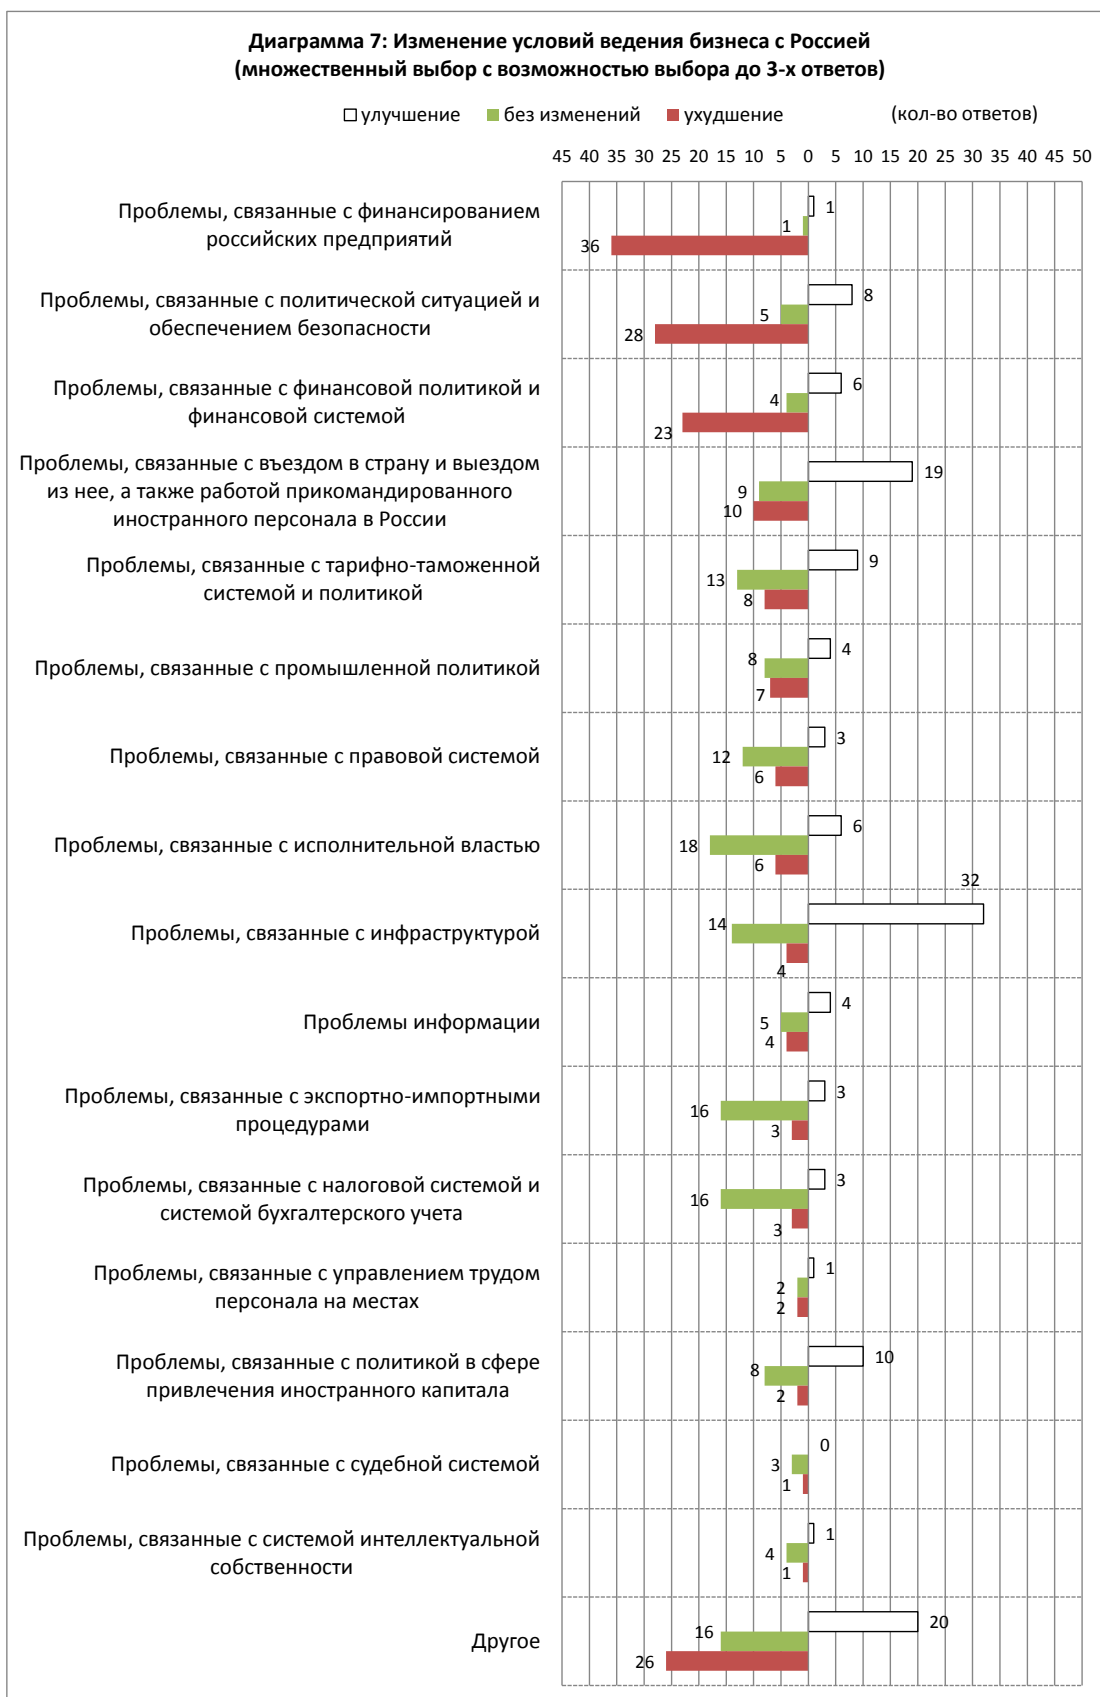 Диаграмма 7: Изменение условий ведения бизнеса с Россией
(множественный выбор с возможностью выбора до 3-х ответов)
улучшение без изменений ухудшение (кол-во ответов)
45 40 35 30 25 20 15 10 5 0 5 10 15 20 25 30 35 40 45 50
Проблемы, связанные с финансированием
российских предприятий
1
1
36
Проблемы, связанные с политической ситуацией и
обеспечением безопасности
8
5
28
Проблемы, связанные с финансовой политикой и
финансовой системой
6
4
23
Проблемы, связанные с въездом в страну и выездом
из нее, а также работой прикомандированного
иностранного персонала в России
19
9
10
Проблемы, связанные с тарифно-таможенной
системой и политикой
9
13
8
Проблемы, связанные с промышленной политикой
4
8
7
Проблемы, связанные с правовой системой
3
12
6
Проблемы, связанные с исполнительной властью
6
18
6
Проблемы, связанные с инфраструктурой
32
14
4
Проблемы информации
4
5
4
Проблемы, связанные с экспортно-импортными
процедурами
3
16
3
Проблемы, связанные с налоговой системой и
системой бухгалтерского учета
3
16
3
Проблемы, связанные с управлением трудом
персонала на местах
1
2
2
Проблемы, связанные с политикой в сфере
привлечения иностранного капитала
10
8
2
Проблемы, связанные с судебной системой
0
3
1
Проблемы, связанные с системой интеллектуальной
собственности
1
4
1
Другое
20
16
26